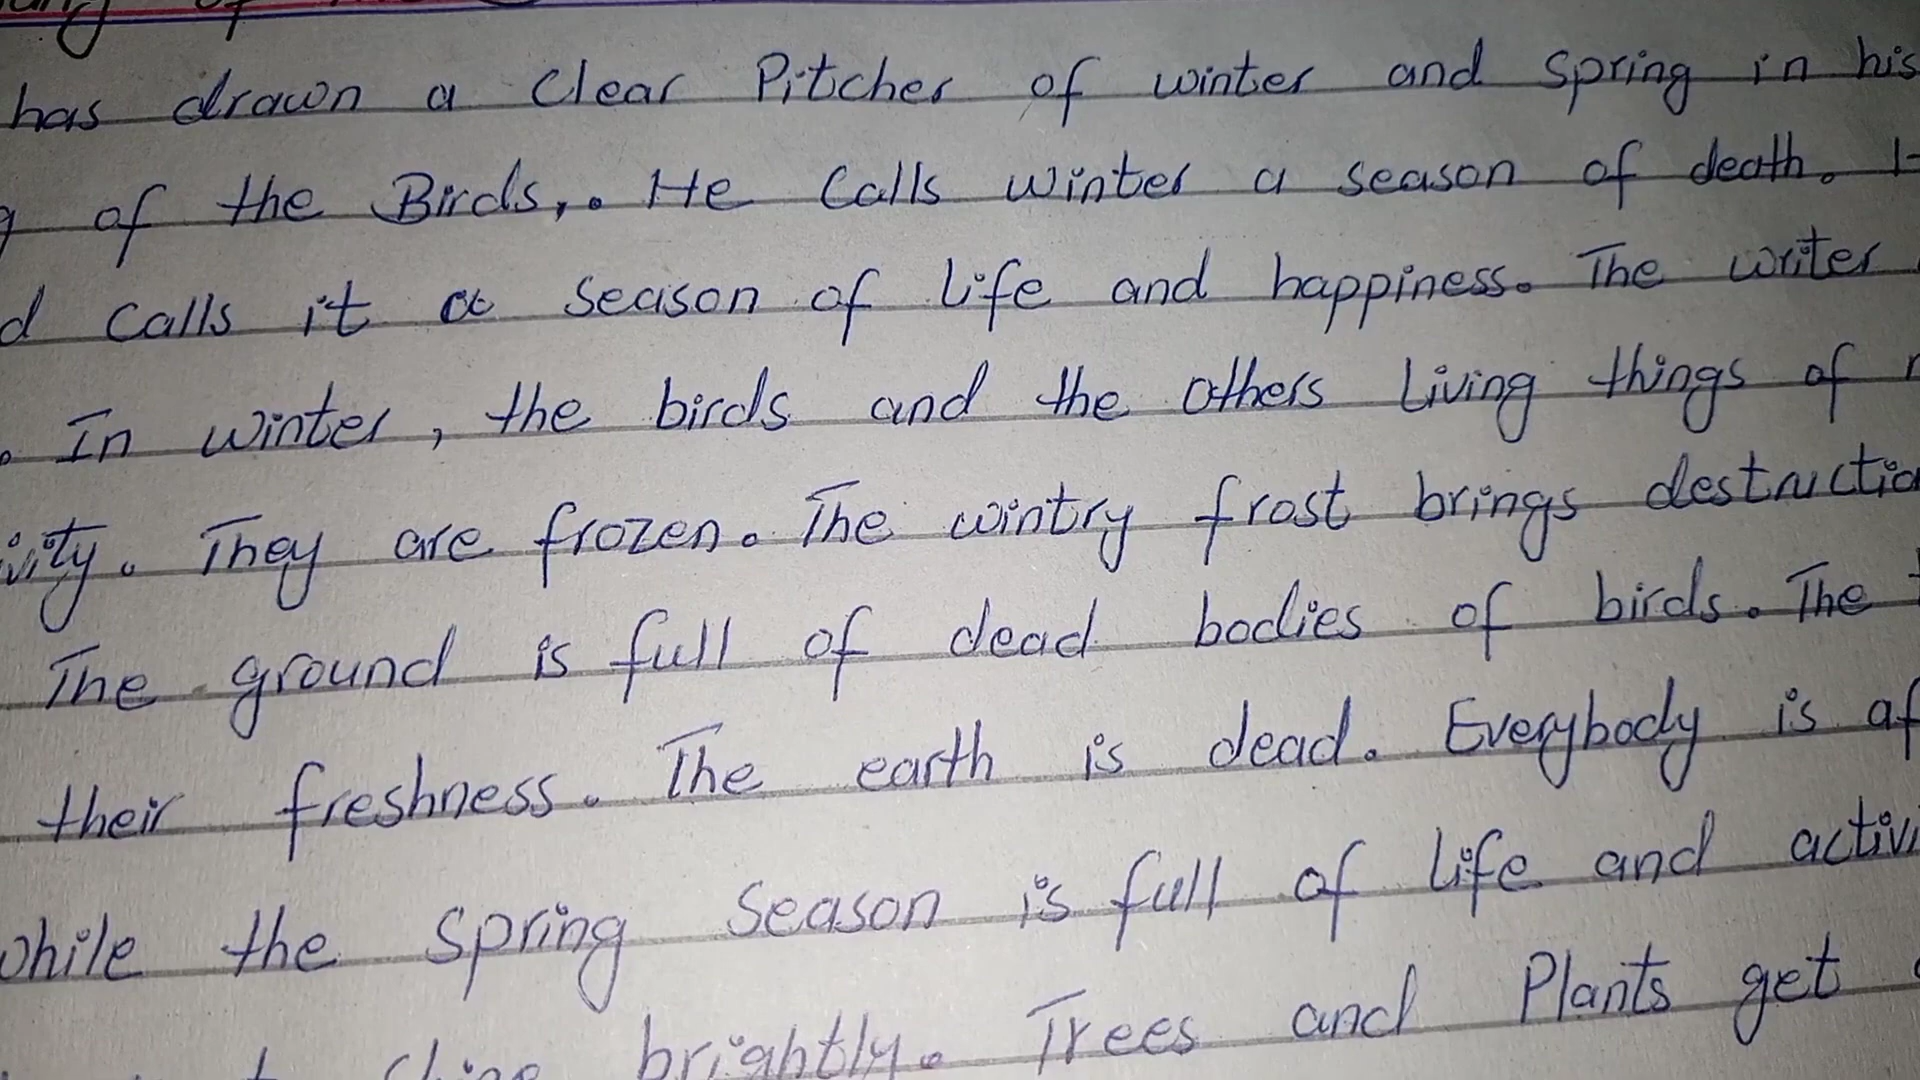 of
has drawn a Clear Pitcher of winter and Spring in his
of the Birds,. He Calls winter a season of death.
Calls it a Season of life and happiness. The writer
. In winter, the birds and the others Living things of
They are frozen. The wintry frost brings destructio
The ground is full of dead bodies of birds. The
their freshness. The earth is dead. Everybody is af
while the Spring Season is full of life and activi
brightly. Trees and Plants get